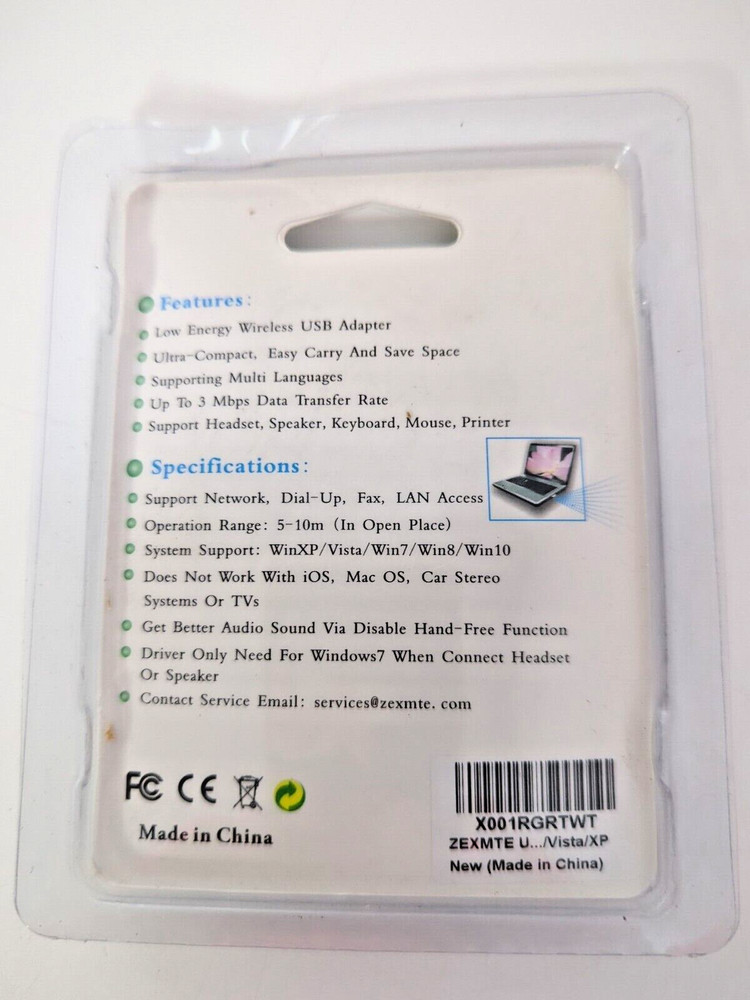 Features:
Low Energy Wireless USB Adapter
Ultra-Compact, Easy Carry And Save Space
Supporting Multi Languages
Up To 3 Mbps Data Transfer Rate
Support Headset, Speaker, Keyboard, Mouse, Printer
Specifications:
Support Network, Dial-Up, Fax, LAN Access
Operation Range: 5-10m (In Open Place)
System Support: WinXP/Vista/Win7/Win8/Win10
Does Not Work With iOS, Mac OS, Car Stereo
Systems Or TVs
Get Better Audio Sound Via Disable Hand-Free Function
Driver Only Need For Windows7 When Connect Headset
Or Speaker
Contact Service Email: services@zexmte. com
FC CE
Made in China
X001RGRTWT
ZEXMTE U.../Vista/XP
New (Made in China)